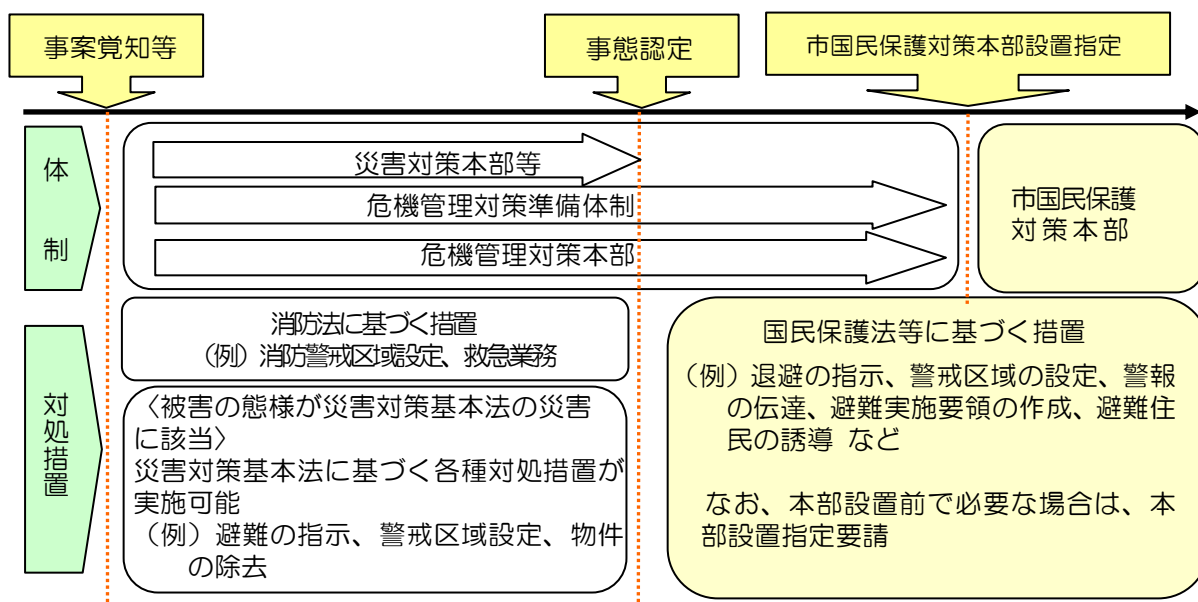 事案覚知等
事態認定
市国民保護対策本部設置指定
体
制
災害対策本部等
危機管理対策準備体制
危機管理対策本部
市国民保護
対策本部
対処措置
消防法に基づく措置
（例）消防警戒区域設定、救急業務
〈被害の態様が災害対策基本法の災害
に該当〉
災害対策基本法に基づく各種対処措置が
実施可能
（例）避難の指示、警戒区域設定、物件
の除去
国民保護法等に基づく措置
（例）退避の指示、警戒区域の設定、警報
の伝達、避難実施要領の作成、避難住
民の誘導 など
なお、本部設置前で必要な場合は、本
部設置指定要請